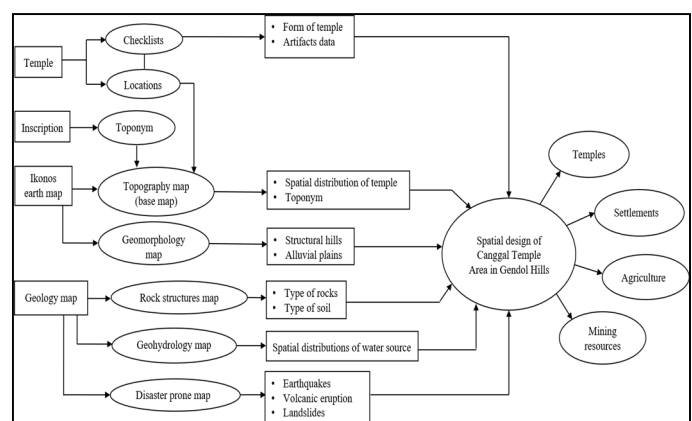 Temple
Checklists
Locations
• Form of temple
• Artifacts data
Inscription
Toponym
Ikonos
earth map
Topography map
(base map)
• Spatial distribution of temple
• Toponym
Geomorphology
map
• Structural hills
• Alluvial plains
Geology map
Rock structures map
• Type of rocks
• Type of soil
Geohydrology map
Spatial distributions of water source
Disaster prone map
• Earthquakes
• Volcanic eruption
• Landslides
Spatial design of
Canggal Temple
Area in Gendol Hills
Temples
Settlements
Agriculture
Mining
resources